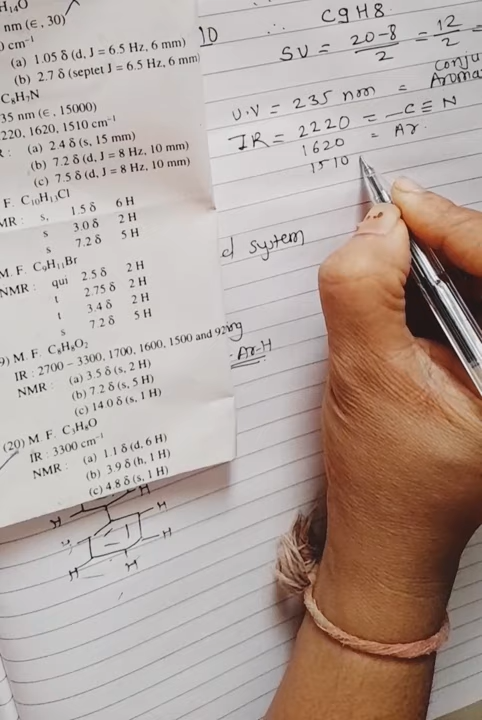 H14O
nm (ϵ, 30)
cm⁻¹
(a) 1.05 δ (d, J = 6.5 Hz, 6 mm)
(b) 2.7 δ (septet J = 6.5 Hz, 6 mm)
C₈H₇N
35 nm (ϵ, 15000)
220, 1620, 1510 cm⁻¹
: (a) 2.4 δ (s, 15 mm)
(b) 7.2 δ (d, J = 8 Hz, 10 mm)
(c) 7.5 δ (d, J = 8 Hz, 10 mm)
F. C₁₀H₁₃Cl
MR : s, 1.5 δ 6 H
s 3.0 δ 2 H
s 7.2 δ 5 H
M. F. C₉H₁₁Br
NMR : qui 2.5 δ 2 H
t 2.75 δ 2 H
t 3.4 δ 2 H
s 7.2 δ 5 H
9) M. F. C₈H₈O₂
IR : 2700 – 3300, 1700, 1600, 1500 and 92
NMR : (a) 3.5 δ (s, 2 H)
(b) 7.2 δ (s, 5 H)
(c) 14.0 δ (s, 1 H)
(20) M. F. C₃H₈O
IR : 3300 cm⁻¹
NMR : (a) 1.1 δ (d, 6 H)
(b) 3.9 δ (h, 1 H)
(c) 4.8 δ (s, 1 H)
10
C9H8
SU = 20-8/2 = 12/2 =
U.V = 235 nm = conju
Aroma
IR = 2220 = -C≡N
1620 = Ar.
1510
d system
ng
-Ar-H
H
H
H
H
H
H
H